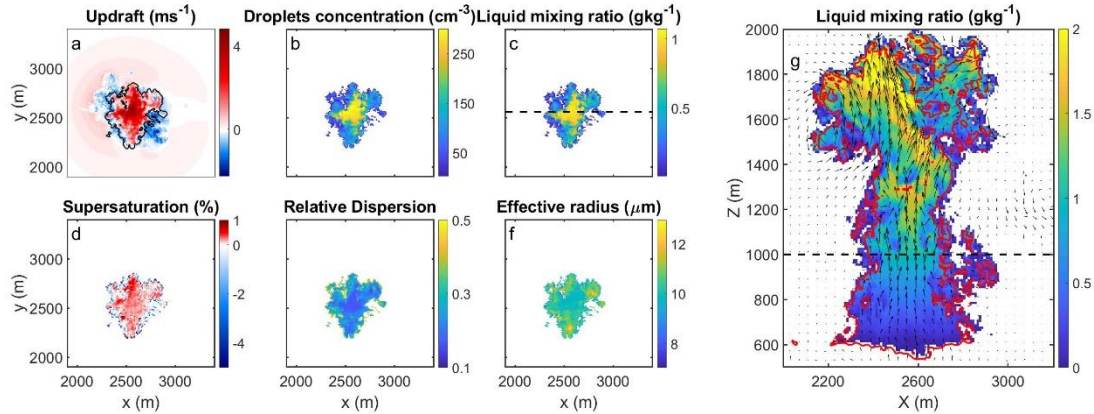 Updraft (ms-1)
a
4
2
0
-2
3000
2500
2000
y (m)
Droplets concentration (cm-3)
b
250
150
50
Liquid mixing ratio (gkg-1)
c
1
0.5
Supersaturation (%)
d
1
0
-2
-4
3000
2500
2000
y (m)
2000 2500 3000
x (m)
Relative Dispersion
0.5
0.3
0.1
2000 2500 3000
x (m)
Effective radius (μm)
f
12
10
8
2000 2500 3000
x (m)
Liquid mixing ratio (gkg-1)
g
2000
1800
1600
1400
1200
1000
800
600
Z (m)
2200 2600 3000
X (m)
2
1.5
1
0.5
0